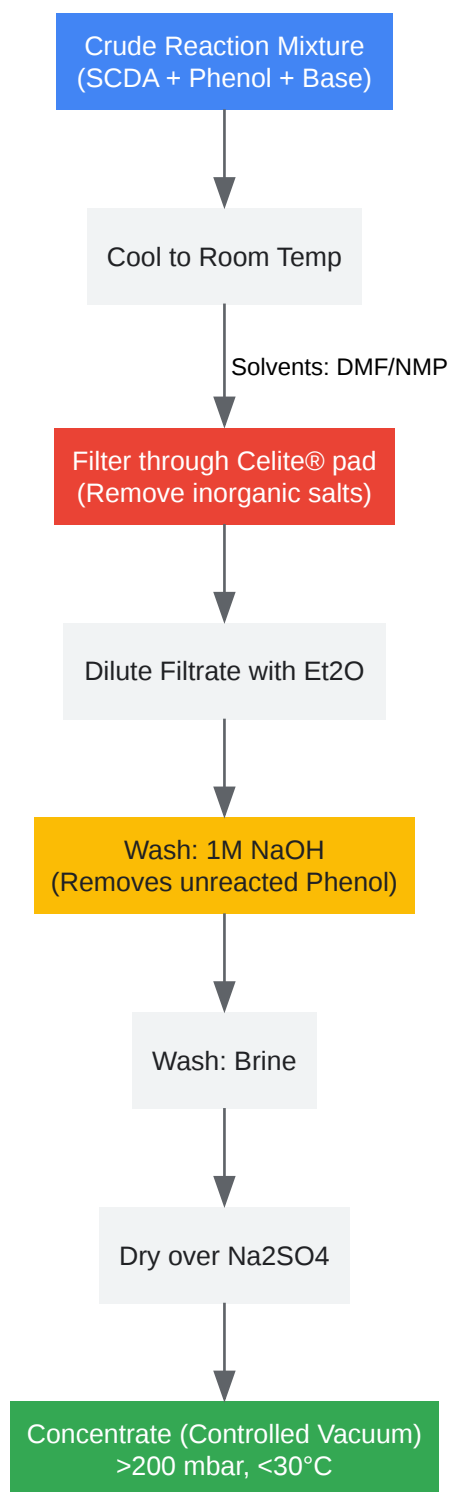 Crude Reaction Mixture
(SCDA + Phenol + Base)
Cool to Room Temp
Solvents: DMF/NMP
Filter through Celite® pad
(Remove inorganic salts)
Dilute Filtrate with Et2O
Wash: 1M NaOH
(Removes unreacted Phenol)
Wash: Brine
Dry over Na2SO4
Concentrate (Controlled Vacuum)
>200 mbar, <30°C